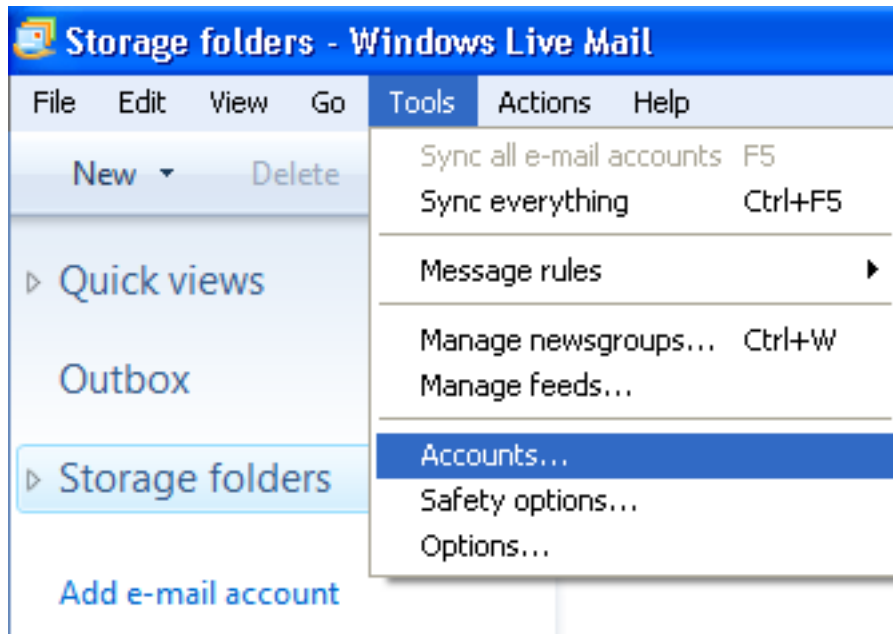 Storage folders - Windows Live Mail
File Edit View Go Tools Actions Help
New Delete
Sync all e-mail accounts F5
Sync everything Ctrl+F5
Message rules
Manage newsgroups... Ctrl+W
Manage feeds...
Accounts...
Safety options...
Options...
Quick views
Outbox
Storage folders
Add e-mail account